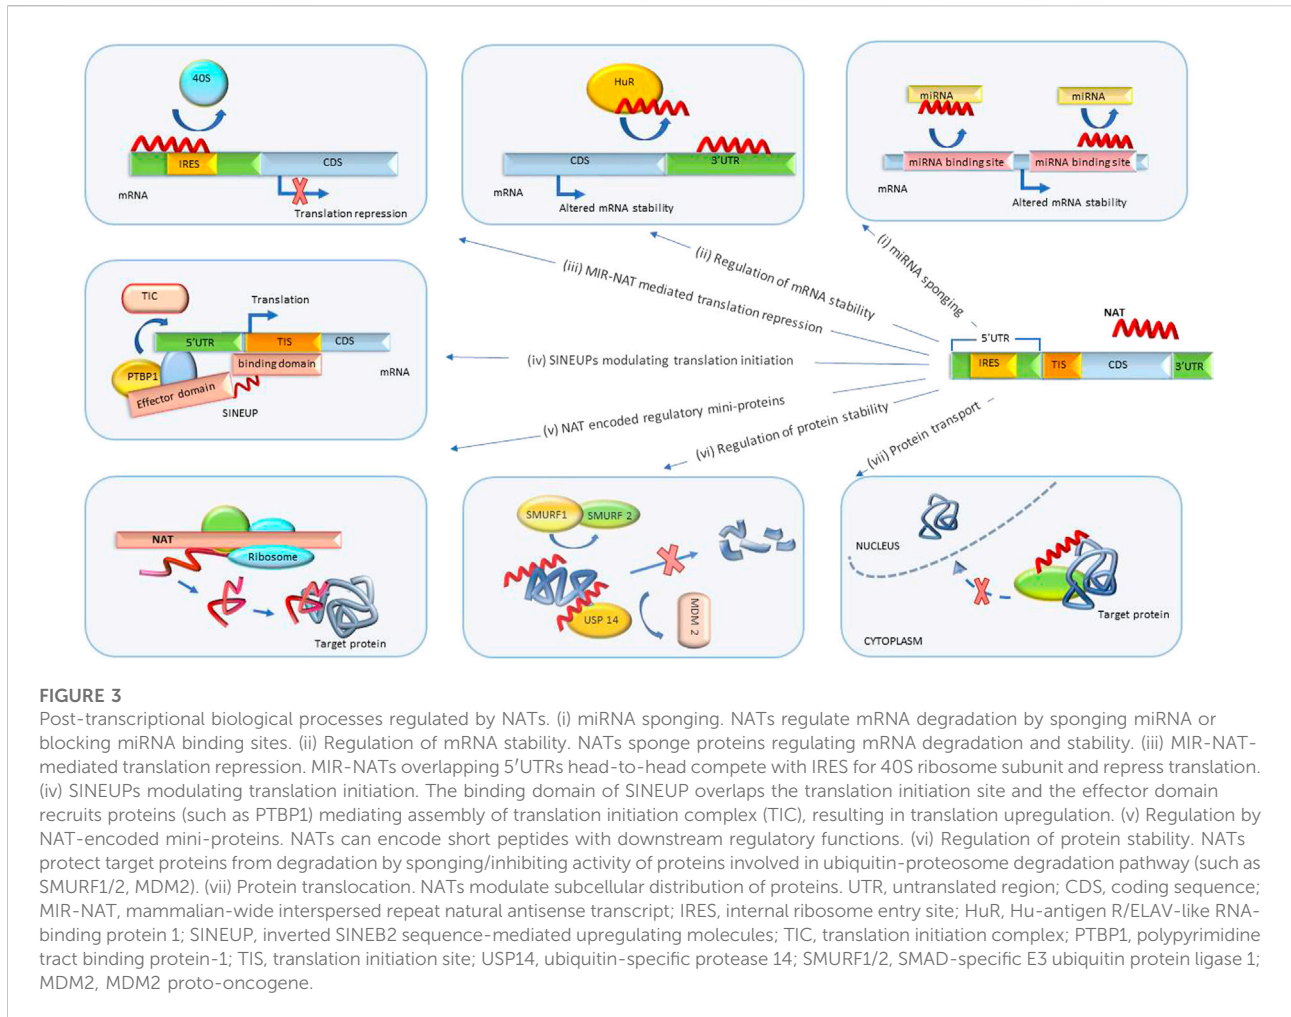 40S
IRES
CDS
mRNA
Translation repression
HuR
CDS
3'UTR
mRNA
Altered mRNA stability
miRNA
miRNA
miRNA binding site
miRNA binding site
mRNA
Altered mRNA stability
(i) miRNA sponging
(ii) Regulation of mRNA stability
(iii) MIR-NAT mediated translation repression
(iv) SINEUPs modulating translation initiation
(v) NAT encoded regulatory mini-proteins
(vi) Regulation of protein stability
(vii) Protein transport
NAT
5'UTR
IRES
TIS
CDS
3'UTR
TIC
Translation
5'UTR
TIS
CDS
binding domain
mRNA
PTBP1
Effector domain
SINEUP
NAT
Ribosome
Target protein
SMURF1
SMURF 2
USP 14
MDM 2
NUCLEUS
Target protein
CYTOPLASM
FIGURE 3
Post-transcriptional biological processes regulated by NATs. (i) miRNA sponging. NATs regulate mRNA degradation by sponging miRNA or
blocking miRNA binding sites. (ii) Regulation of mRNA stability. NATs sponge proteins regulating mRNA degradation and stability. (iii) MIR-NAT-
mediated translation repression. MIR-NATs overlapping 5′UTRs head-to-head compete with IRES for 40S ribosome subunit and repress translation.
(iv) SINEUPs modulating translation initiation. The binding domain of SINEUP overlaps the translation initiation site and the effector domain
recruits proteins (such as PTBP1) mediating assembly of translation initiation complex (TIC), resulting in translation upregulation. (v) Regulation by
NAT-encoded mini-proteins. NATs can encode short peptides with downstream regulatory functions. (vi) Regulation of protein stability. NATs
protect target proteins from degradation by sponging/inhibiting activity of proteins involved in ubiquitin-proteosome degradation pathway (such as
SMURF1/2, MDM2). (vii) Protein translocation. NATs modulate subcellular distribution of proteins. UTR, untranslated region; CDS, coding sequence;
MIR-NAT, mammalian-wide interspersed repeat natural antisense transcript; IRES, internal ribosome entry site; HuR, Hu-antigen R/ELAV-like RNA-
binding protein 1; SINEUP, inverted SINEB2 sequence-mediated upregulating molecules; TIC, translation initiation complex; PTBP1, polypyrimidine
tract binding protein-1; TIS, translation initiation site; USP14, ubiquitin-specific protease 14; SMURF1/2, SMAD-specific E3 ubiquitin protein ligase 1;
MDM2, MDM2 proto-oncogene.